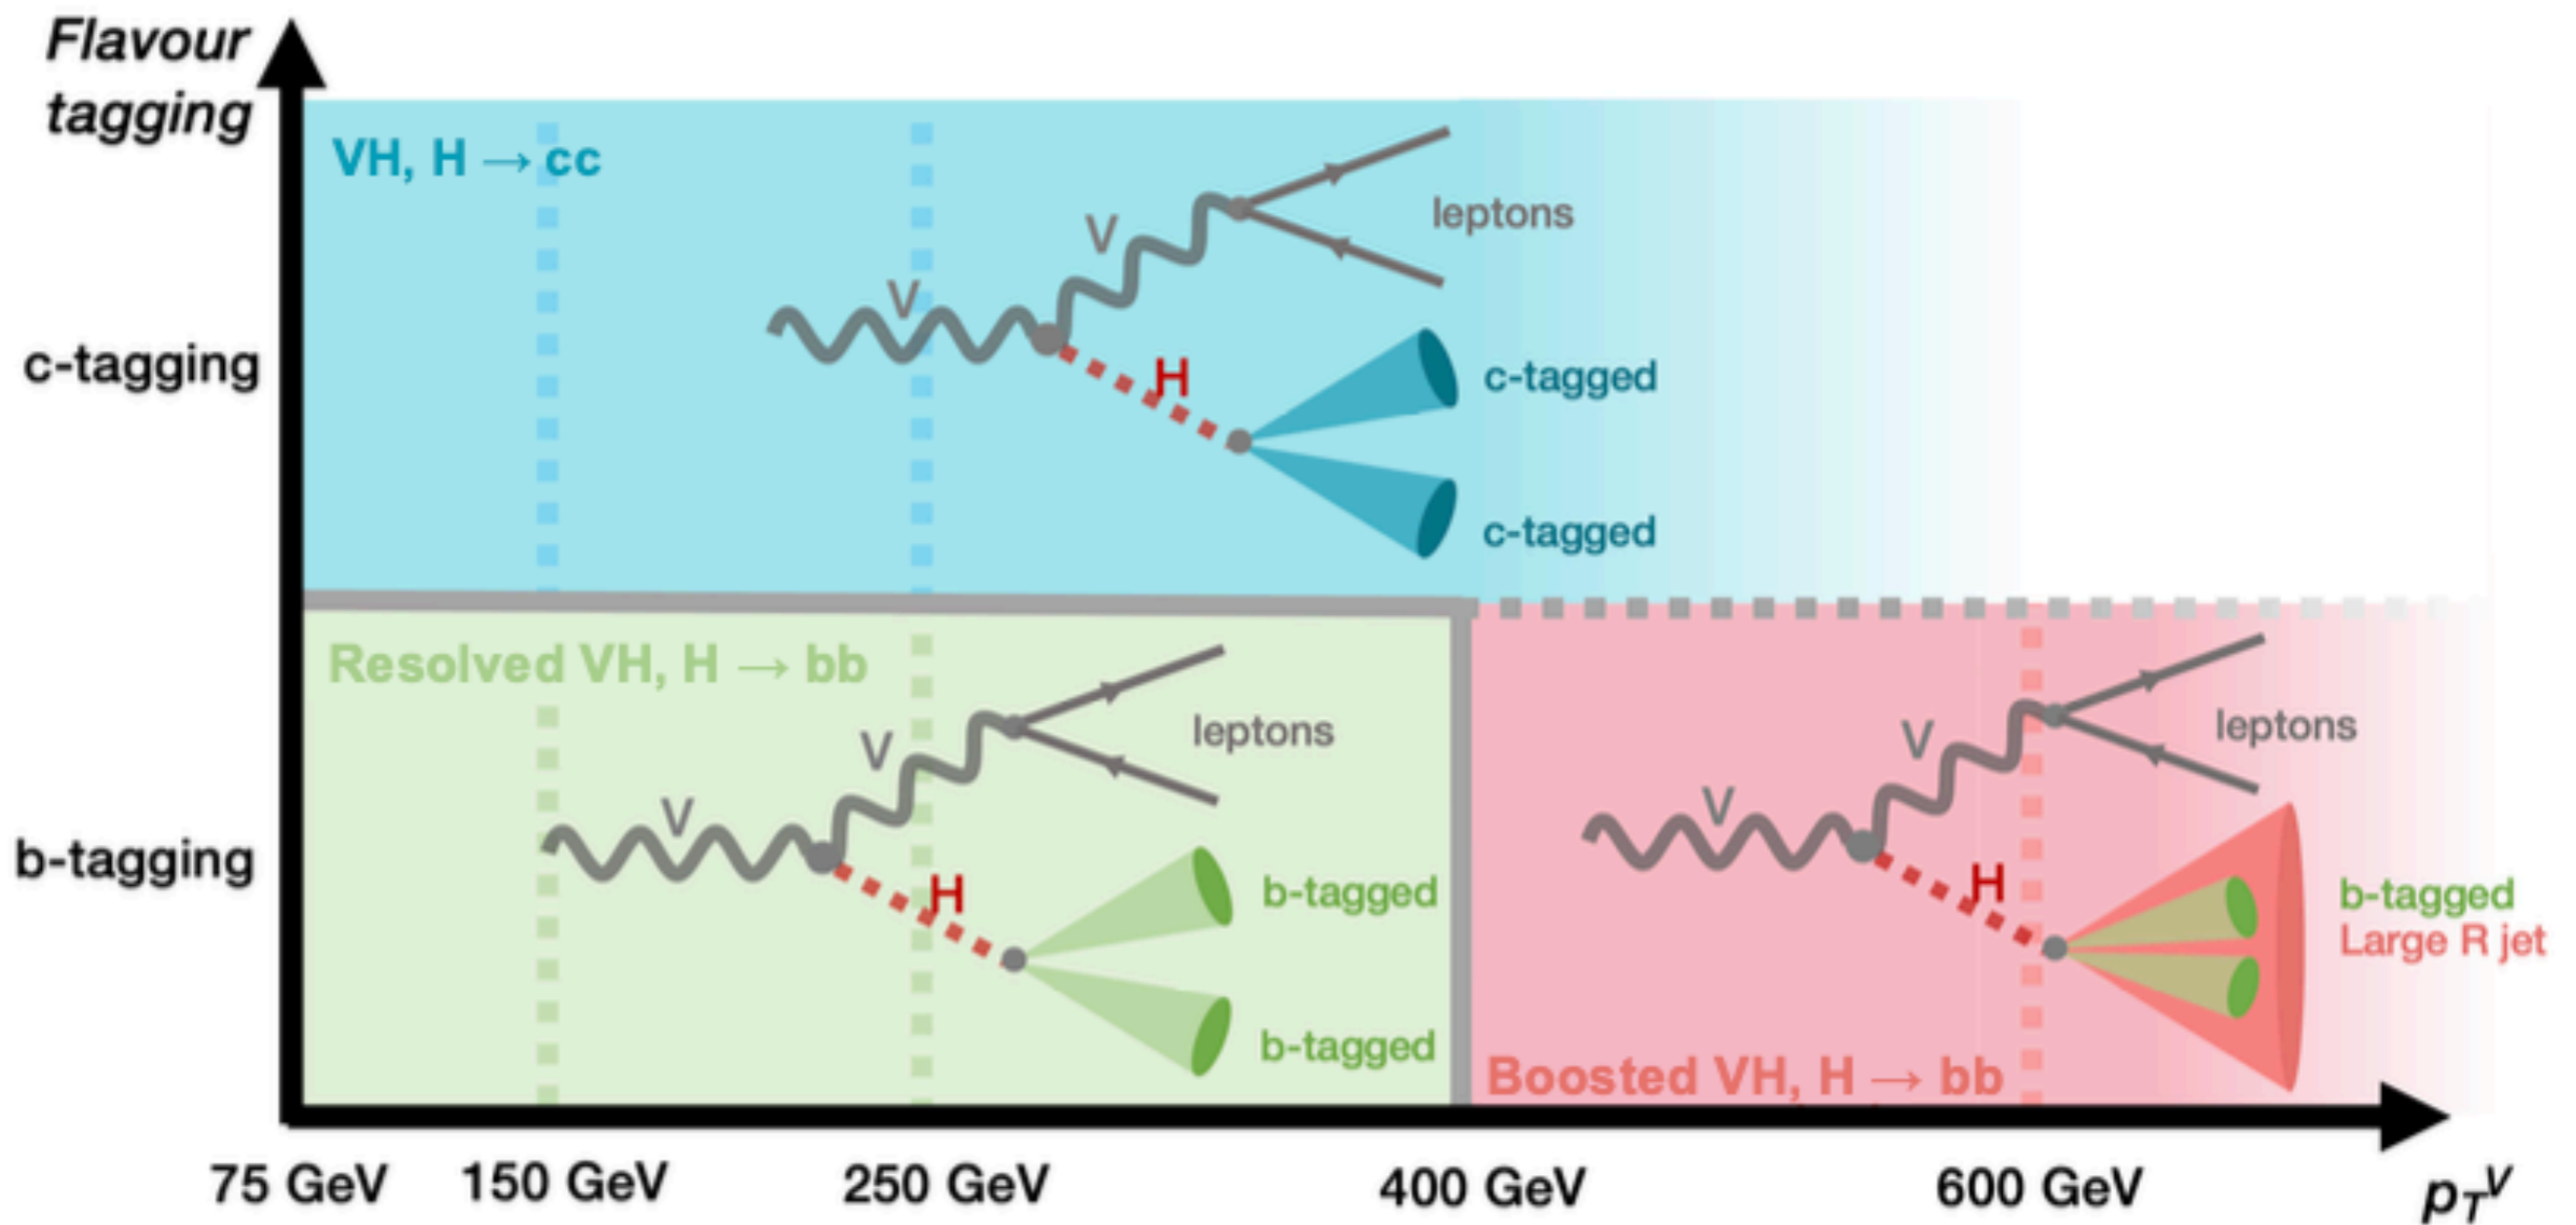 Flavour
tagging
VH, H → cc
V
V
leptons
H
c-tagging
c-tagged
c-tagged
Resolved VH, H → bb
V
V
leptons
H
b-tagging
b-tagged
b-tagged
V
V
leptons
H
b-tagged
Large R jet
Boosted VH, H → bb
75 GeV 150 GeV 250 GeV 400 GeV 600 GeV pTV